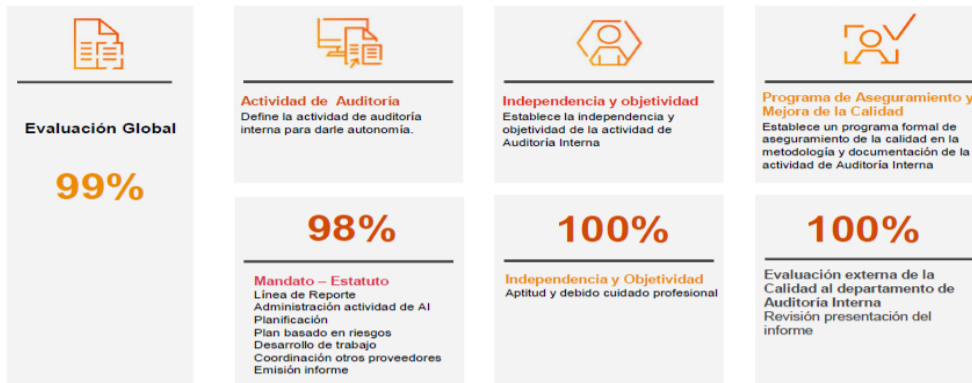 Evaluación Global
99%
Actividad de Auditoría
Define la actividad de auditoría
interna para darle autonomía.
98%
Mandato – Estatuto
Línea de Reporte
Administración actividad de AI
Planificación
Plan basado en riesgos
Desarrollo de trabajo
Coordinación otros proveedores
Emisión informe
Independencia y objetividad
Establece la independencia y
objetividad de la actividad de
Auditoría Interna
100%
Independencia y Objetividad
Aptitud y debido cuidado profesional
Programa de Aseguramiento y
Mejora de la Calidad
Establece un programa formal de
aseguramiento de la calidad en la
metodología y documentación de la
actividad de Auditoría Interna
100%
Evaluación externa de la
Calidad al departamento de
Auditoría Interna
Revisión presentación del
informe